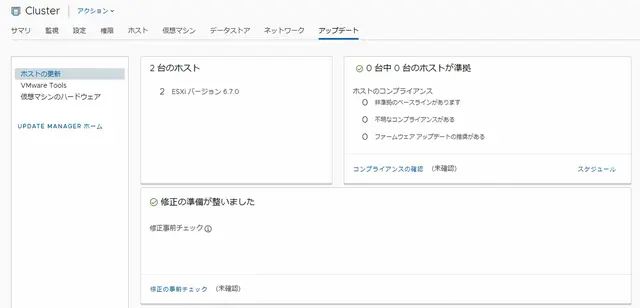 Cluster アクション
サマリ 監視 設定 権限 ホスト 仮想マシン データストア ネットワーク アップデート
ホストの更新
VMware Tools
仮想マシンのハードウェア
UPDATE MANAGER ホーム
2 台のホスト
2 ESXi バージョン 6.7.0
0 台中 0 台のホストが準拠
ホストのコンプライアンス
0 非準拠のベースラインがあります
0 不明なコンプライアンスがある
0 ファームウェア アップデートの推奨がある
コンプライアンスの確認 (未確認) スケジュール
修正の準備が整いました
修正事前チェック
修正の事前チェック (未確認)